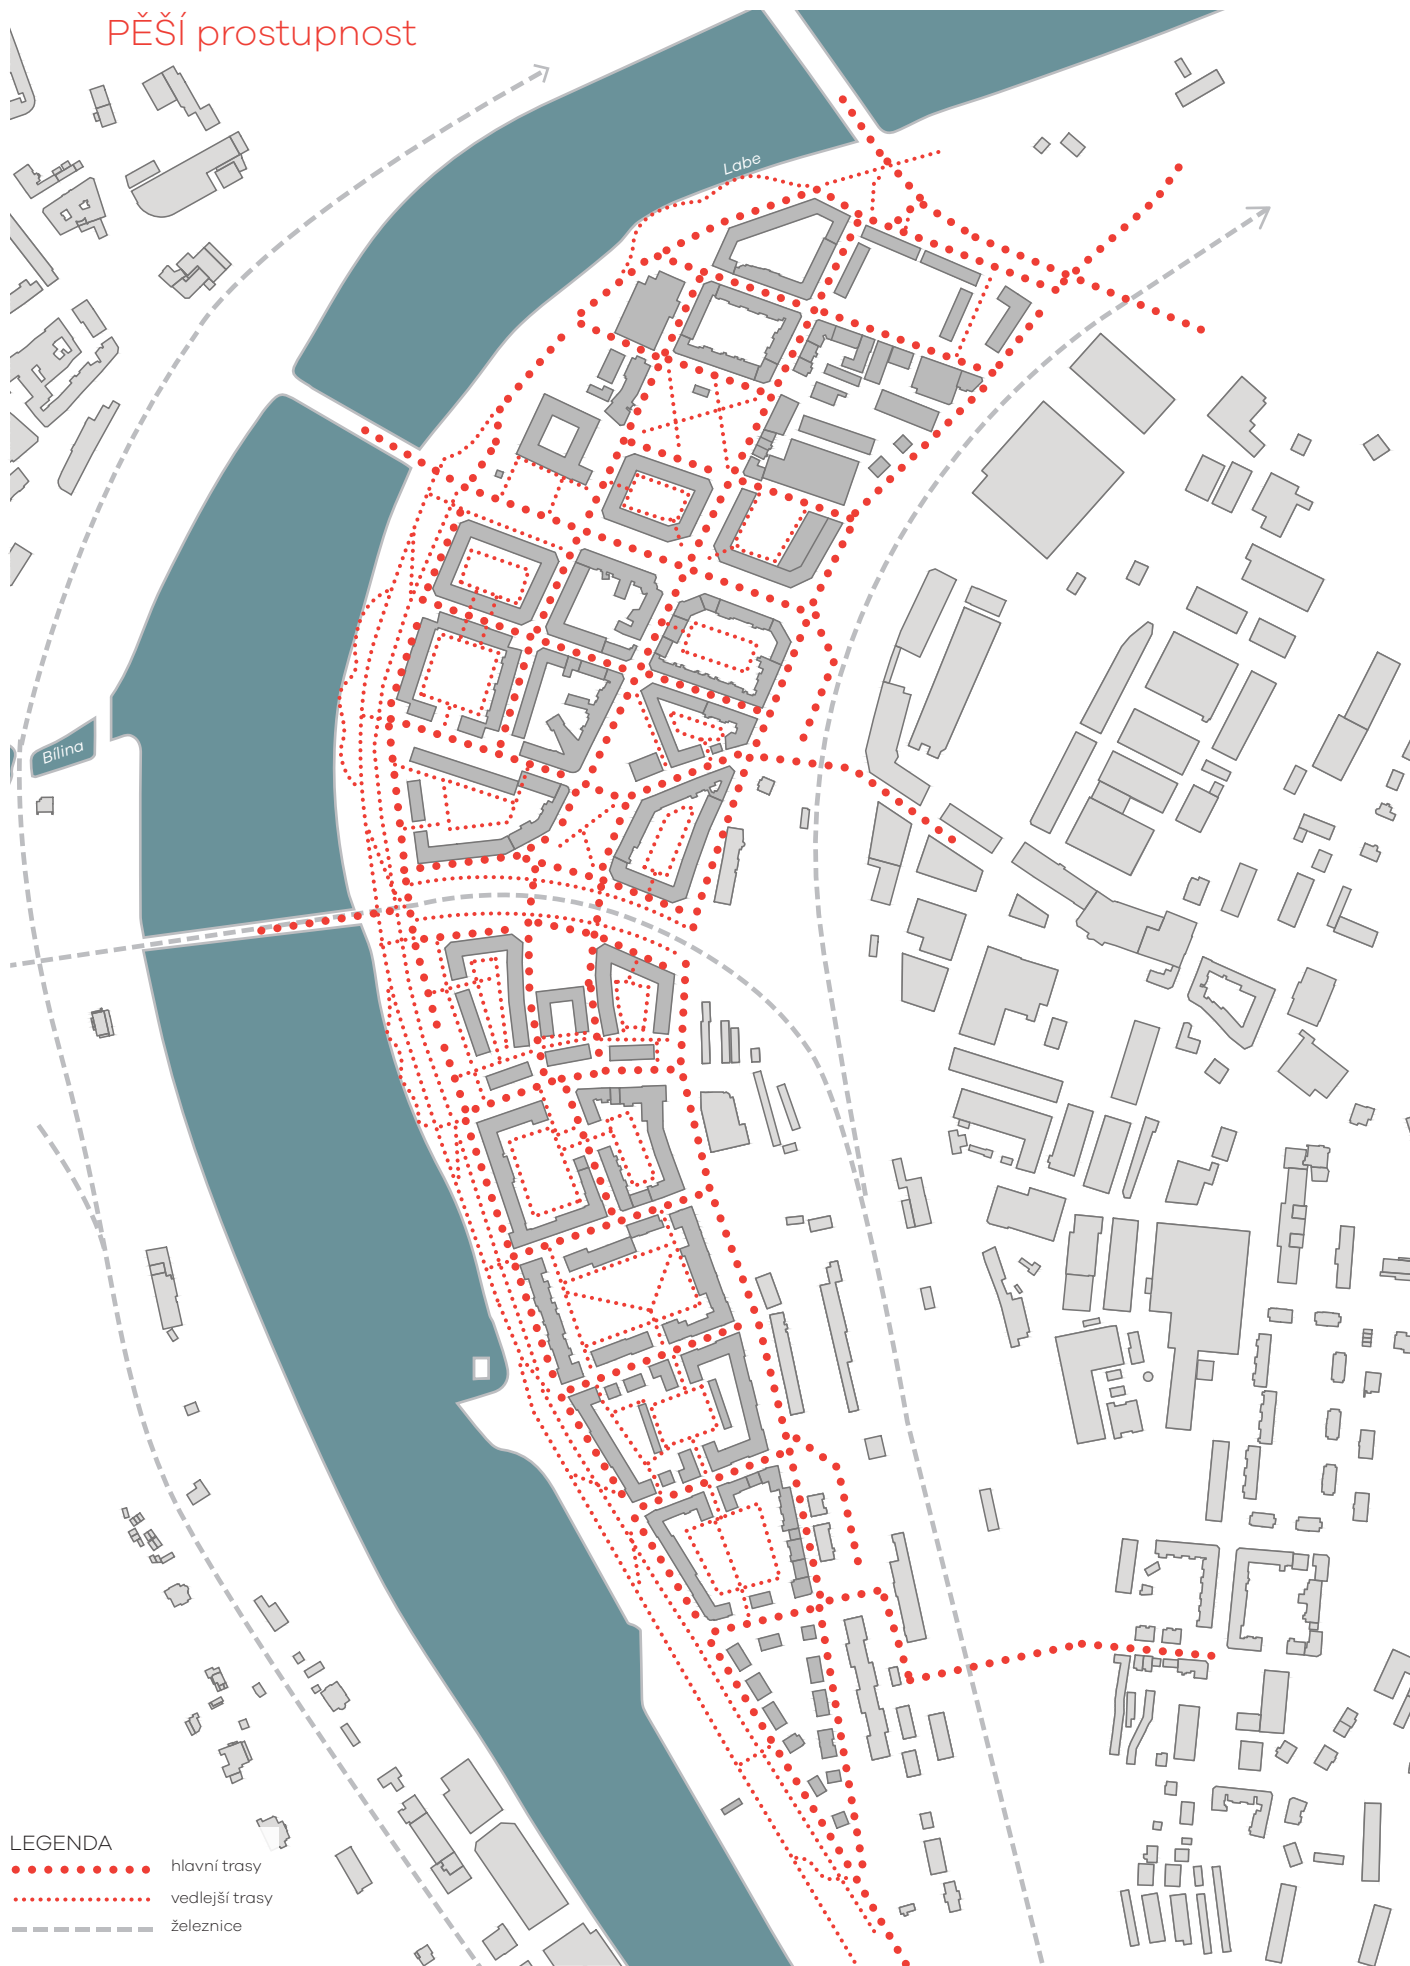 PĚŠÍ prostupnost
Labe
Bílina
LEGENDA
hlavní trasy
vedlejší trasy
železnice